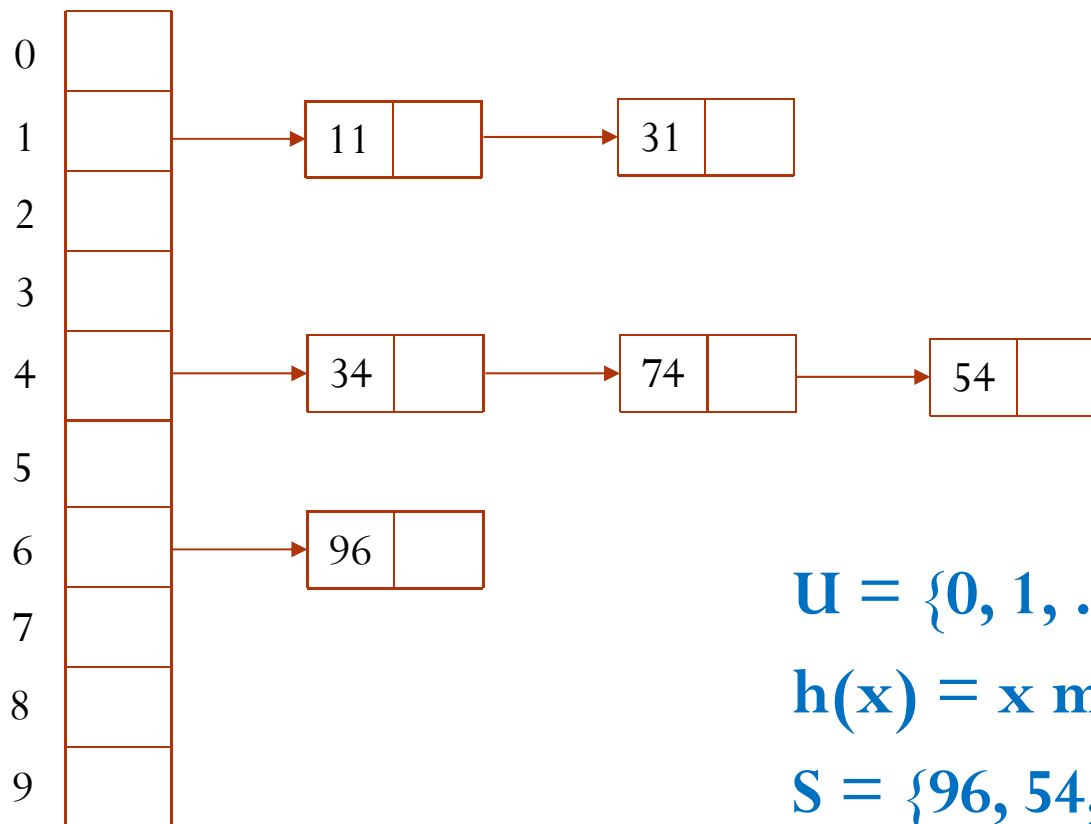 0
1 11 31
2
3
4 34 74 54
5
6 96
U = {0, 1, .
7
h(x) = x m
8
S = {96, 54,
9